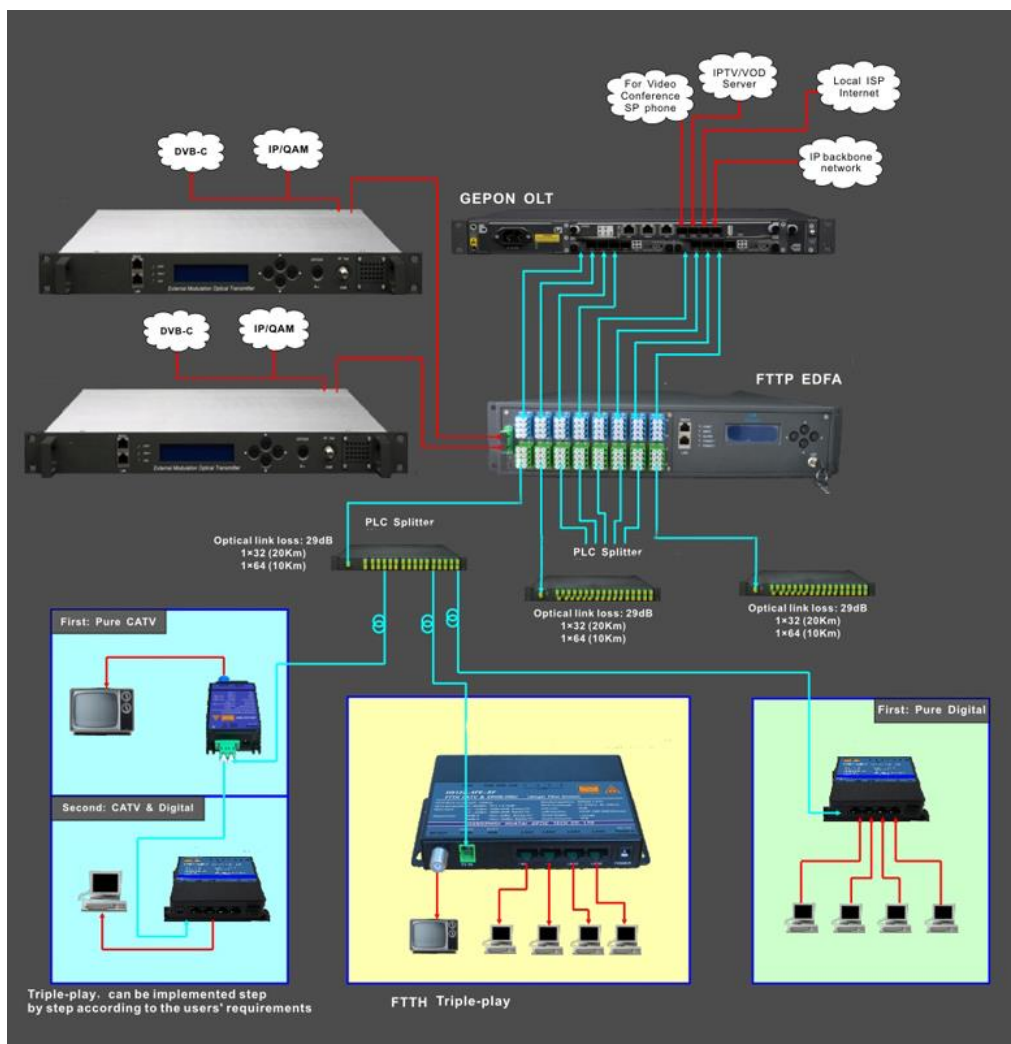 For Video
Conference
SP phone
IPTV/VOD
Server
Local ISP
Internet
IP backbone
network
DVB-C
IP/QAM
GEPON OLT
External Modulation Optical Transmitter
DVB-C
IP/QAM
FTTP EDFA
External Modulation Optical Transmitter
PLC Splitter
Optical link loss: 29dB
1×32 (20Km)
1×64 (10Km)
PLC Splitter
Optical link loss: 29dB
1×32 (20Km)
1×64 (10Km)
Optical link loss: 29dB
1×32 (20Km)
1×64 (10Km)
First: Pure CATV
Second: CATV & Digital
First: Pure Digital
POWER
Triple-play, can be implemented step
by step according to the users' requirements
FTTH Triple-play